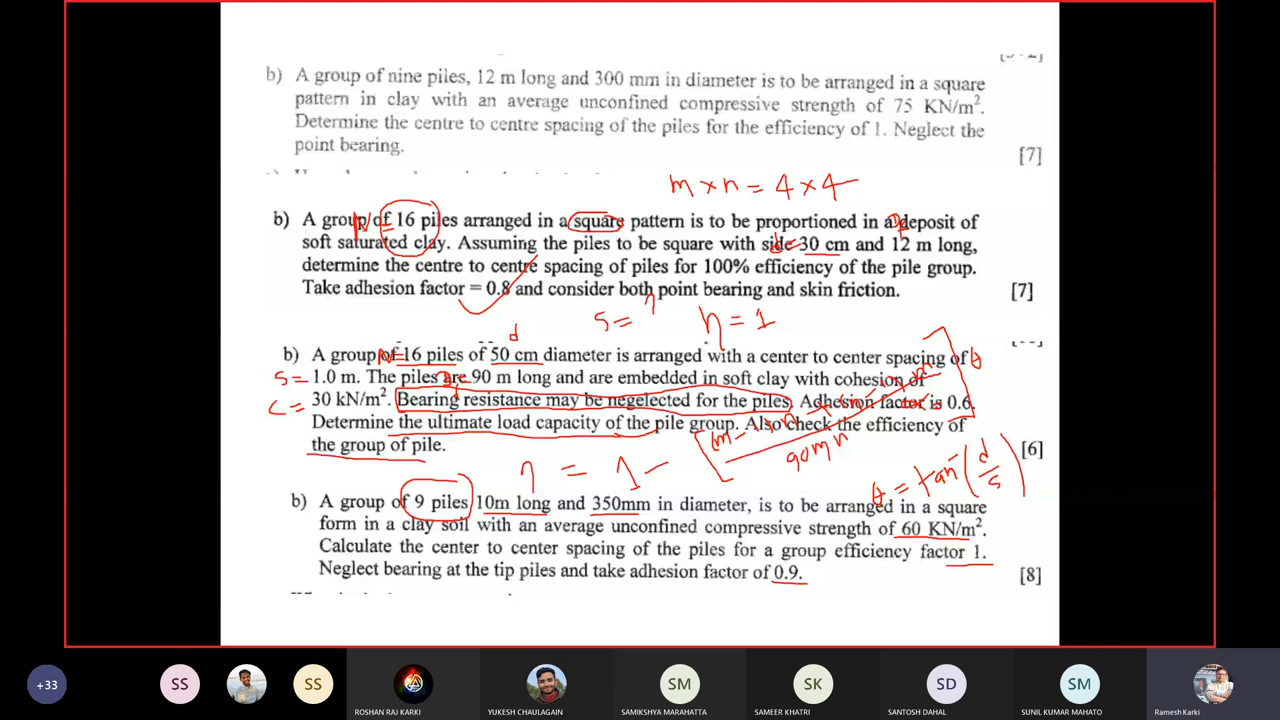 b) A group of nine piles, 12 m long and 300 mm in diameter is to be arranged in a square
pattern in clay with an average unconfined compressive strength of 75 KN/m².
Determine the centre to centre spacing of the piles for the efficiency of 1. Neglect the
point bearing.
[7]
m × n = 4 × 4
b) A group of 16 piles arranged in a square pattern is to be proportioned in a deposit of
N =
soft saturated clay. Assuming the piles to be square with side 30 cm and 12 m long,
d =
determine the centre to centre spacing of piles for 100% efficiency of the pile group.
Take adhesion factor = 0.8 and consider both point bearing and skin friction.
[7]
S = ?
η = 1
d
b) A group of 16 piles of 50 cm diameter is arranged with a center to center spacing of
N =
θ
S = 1.0 m. The piles are 90 m long and are embedded in soft clay with cohesion of
C = 30 kN/m². Bearing resistance may be negelected for the piles. Adhesion factor is 0.6.
Determine the ultimate load capacity of the pile group. Also check the efficiency of
the group of pile.
[6]
η = 1 -
90 m n
θ = tan⁻ (d/s)
b) A group of 9 piles 10m long and 350mm in diameter, is to be arranged in a square
form in a clay soil with an average unconfined compressive strength of 60 KN/m².
Calculate the center to center spacing of the piles for a group efficiency factor 1.
Neglect bearing at the tip piles and take adhesion factor of 0.9.
[8]
+33
SS
SS
SM
SK
SD
SM
ROSHAN RAJ KARKI
YUKESH CHAULAGAIN
SAMIKSHYA MARAHATTA
SAMEER KHATRI
SANTOSH DAHAL
SUNIL KUMAR MAHATO
Ramesh Karki